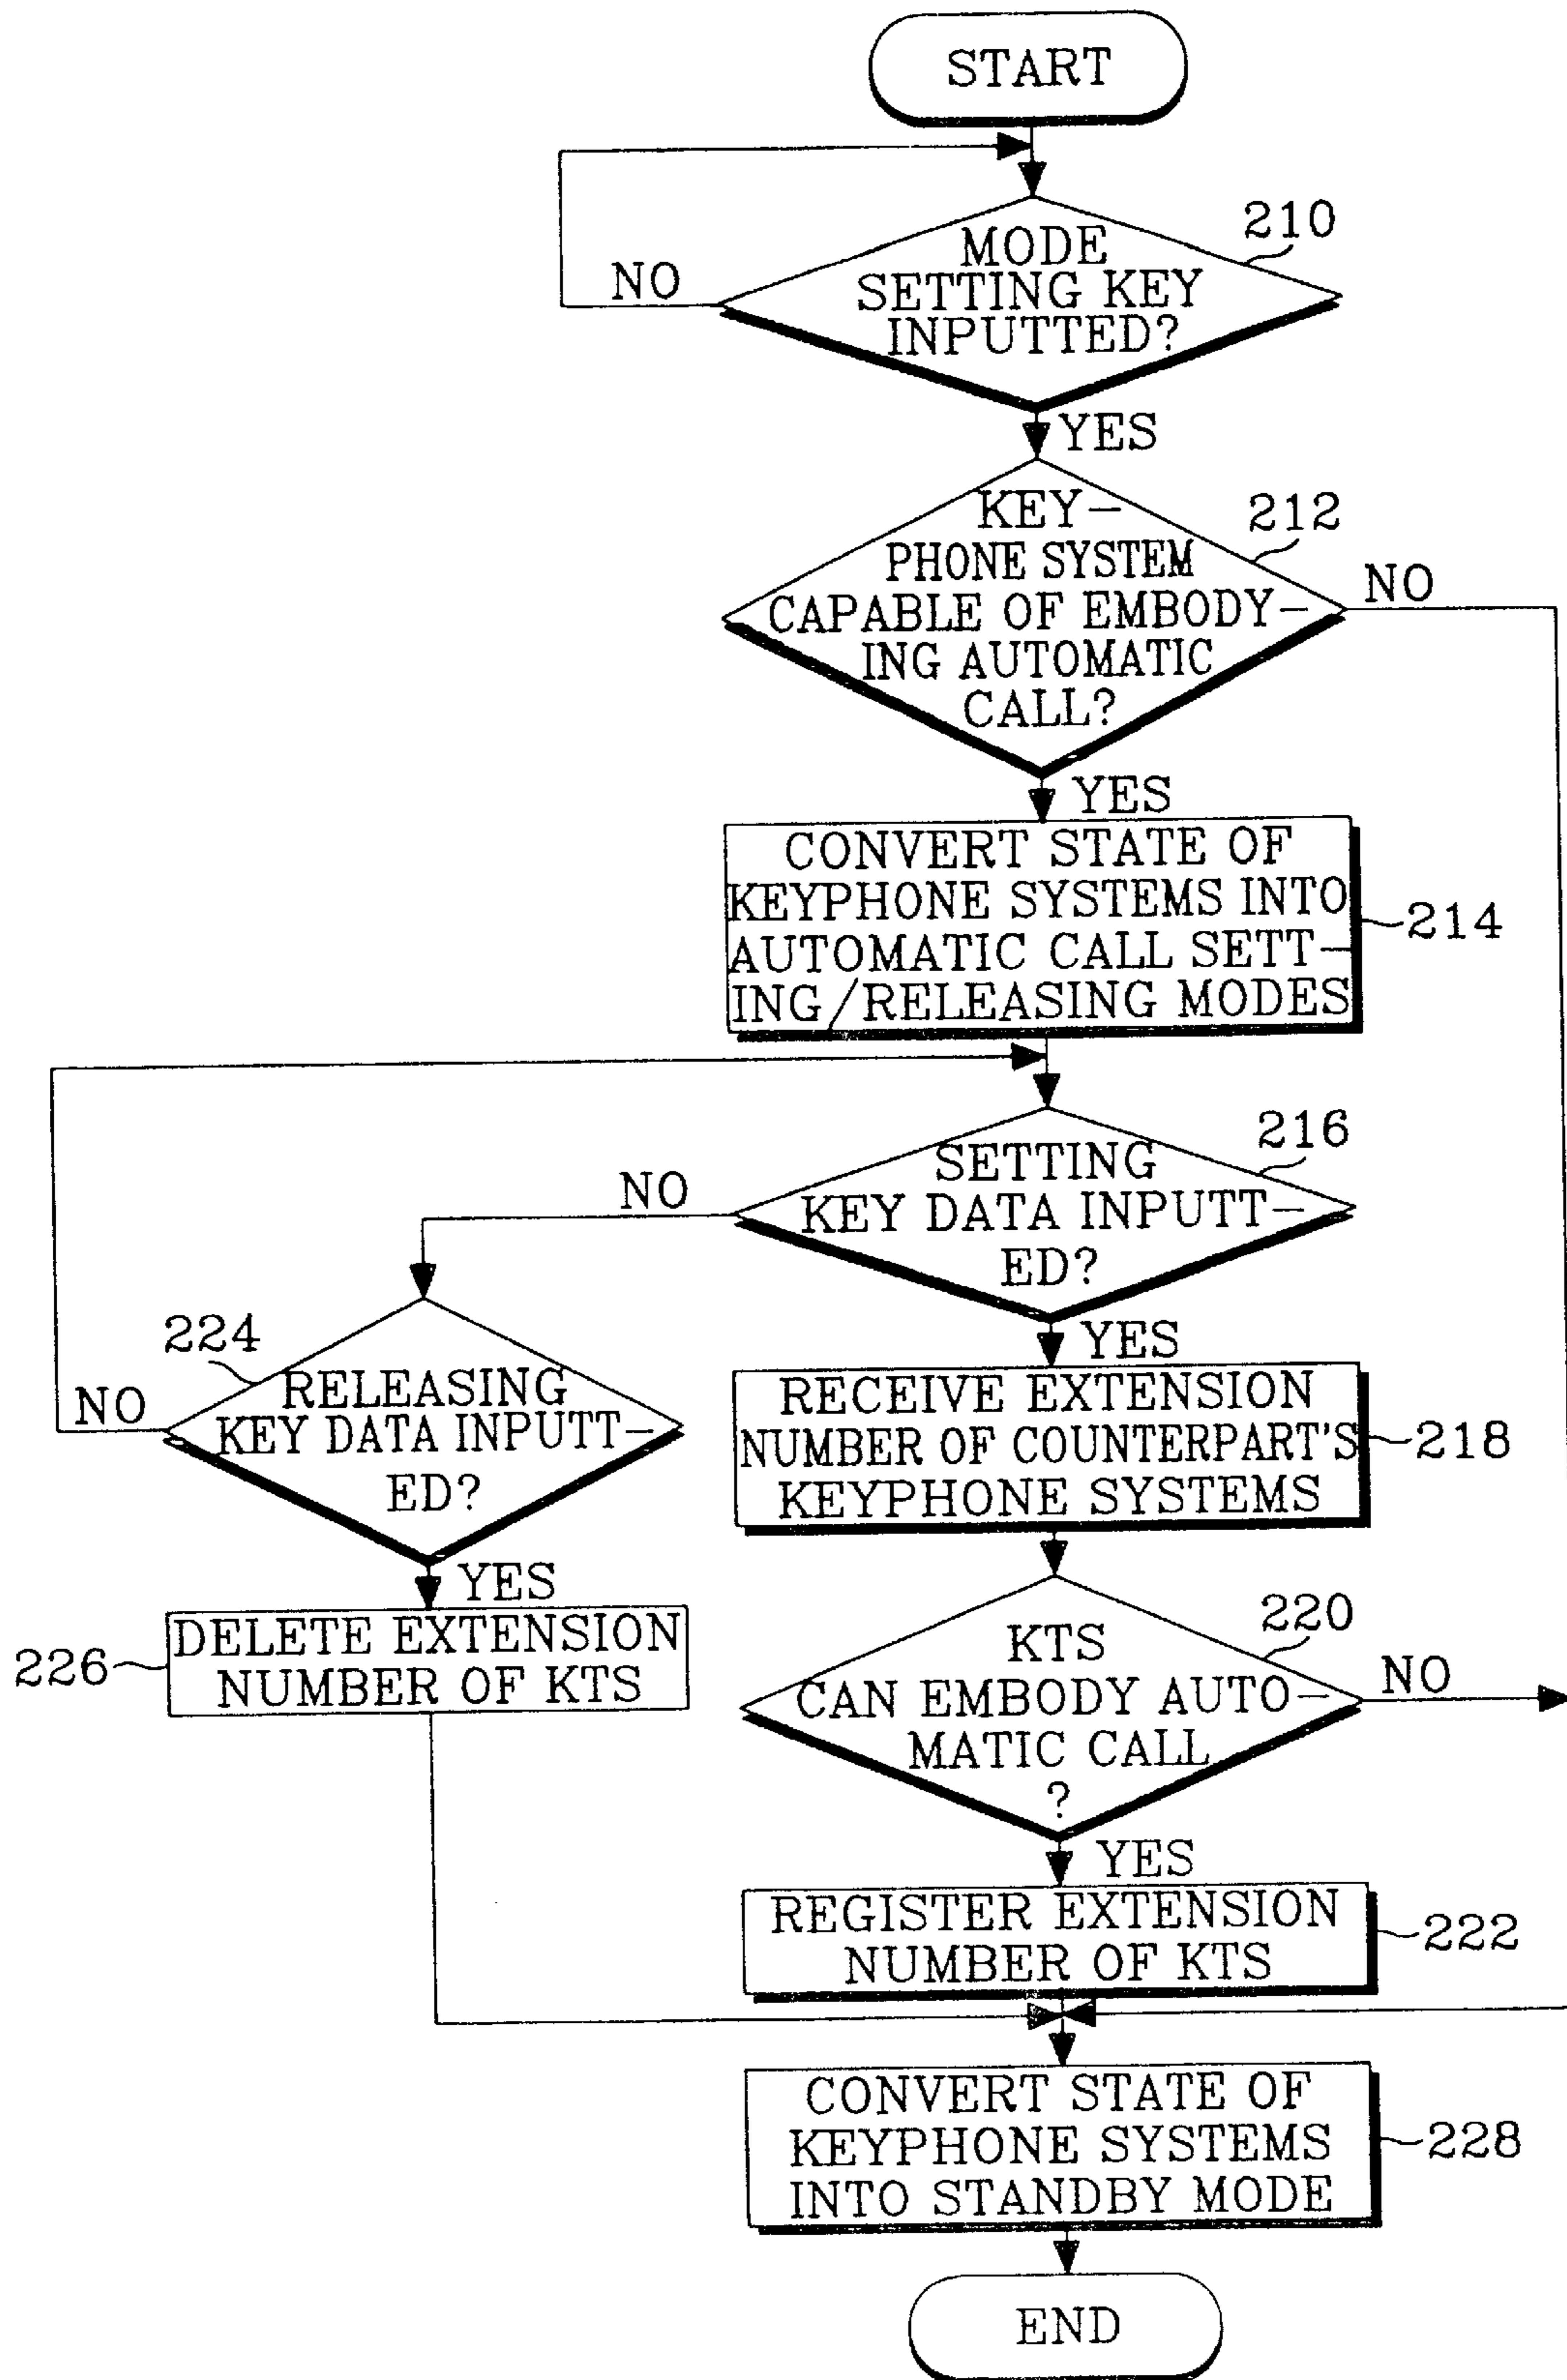 START
210
MODE
SETTING KEY
INPUTTED?
NO
YES
212
KEY-
PHONE SYSTEM
CAPABLE OF EMBODY-
ING AUTOMATIC
CALL?
NO
YES
CONVERT STATE OF
KEYPHONE SYSTEMS INTO
AUTOMATIC CALL SETT-
ING/RELEASING MODES
214
216
SETTING
KEY DATA INPUTT-
ED?
NO
YES
224
RELEASING
KEY DATA INPUTT-
ED?
NO
YES
RECEIVE EXTENSION
NUMBER OF COUNTERPART'S
KEYPHONE SYSTEMS
218
DELETE EXTENSION
NUMBER OF KTS
226
220
KTS
CAN EMBODY AUTO-
MATIC CALL
?
NO
YES
REGISTER EXTENSION
NUMBER OF KTS
222
CONVERT STATE OF
KEYPHONE SYSTEMS
INTO STANDBY MODE
228
END